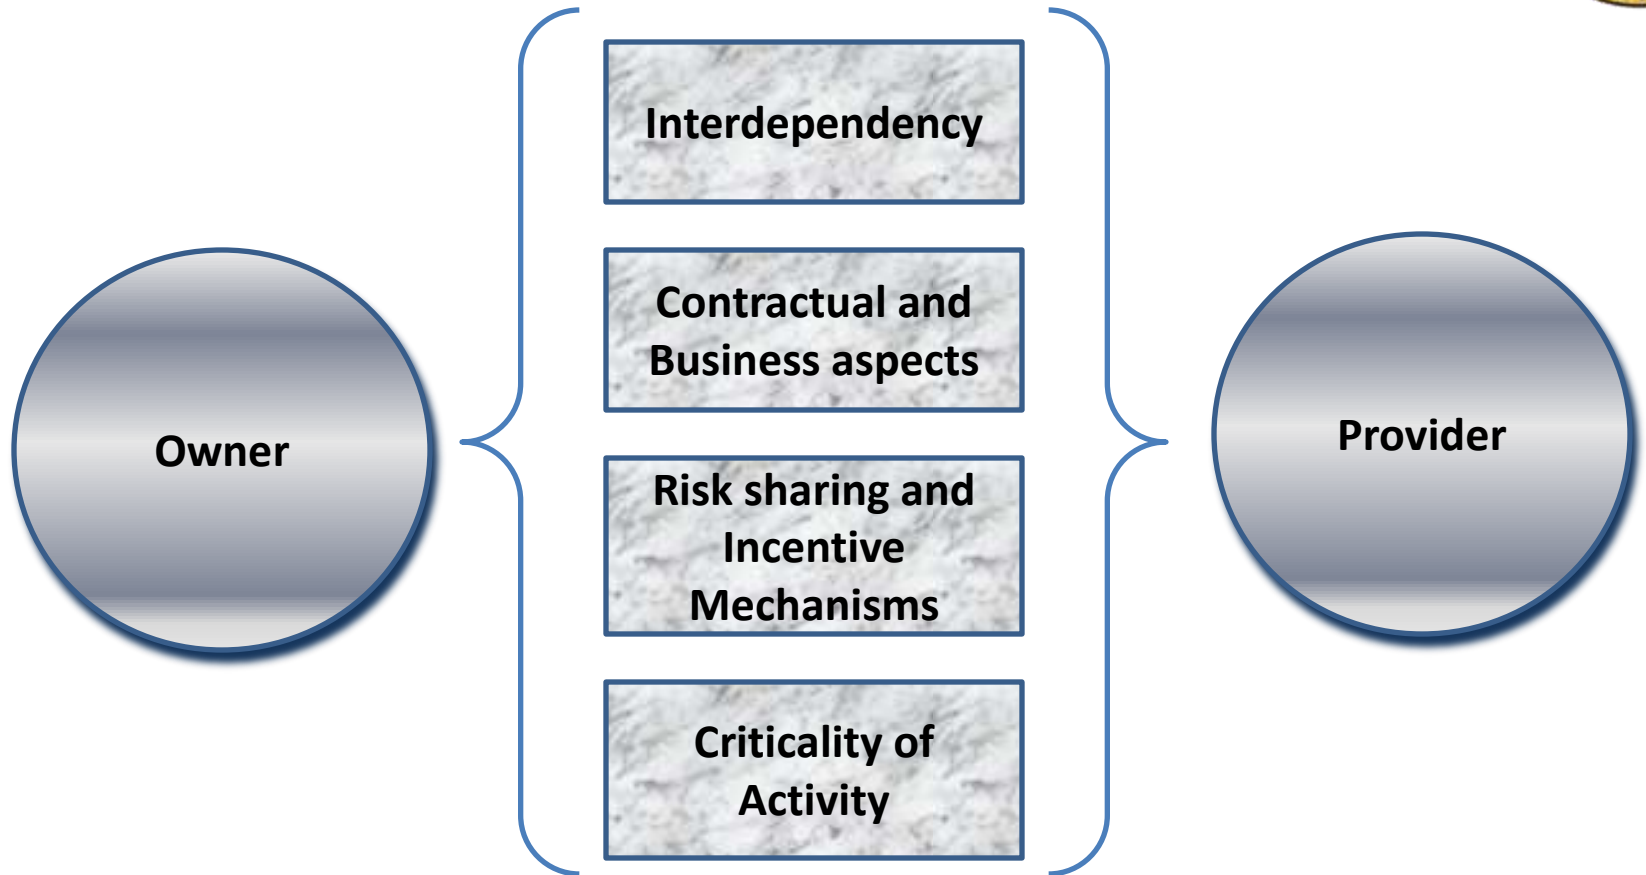 Interdependency
Contractual and
Business aspects
Owner
Provider
Risk sharing and
Incentive
Mechanisms
Criticality of
Activity